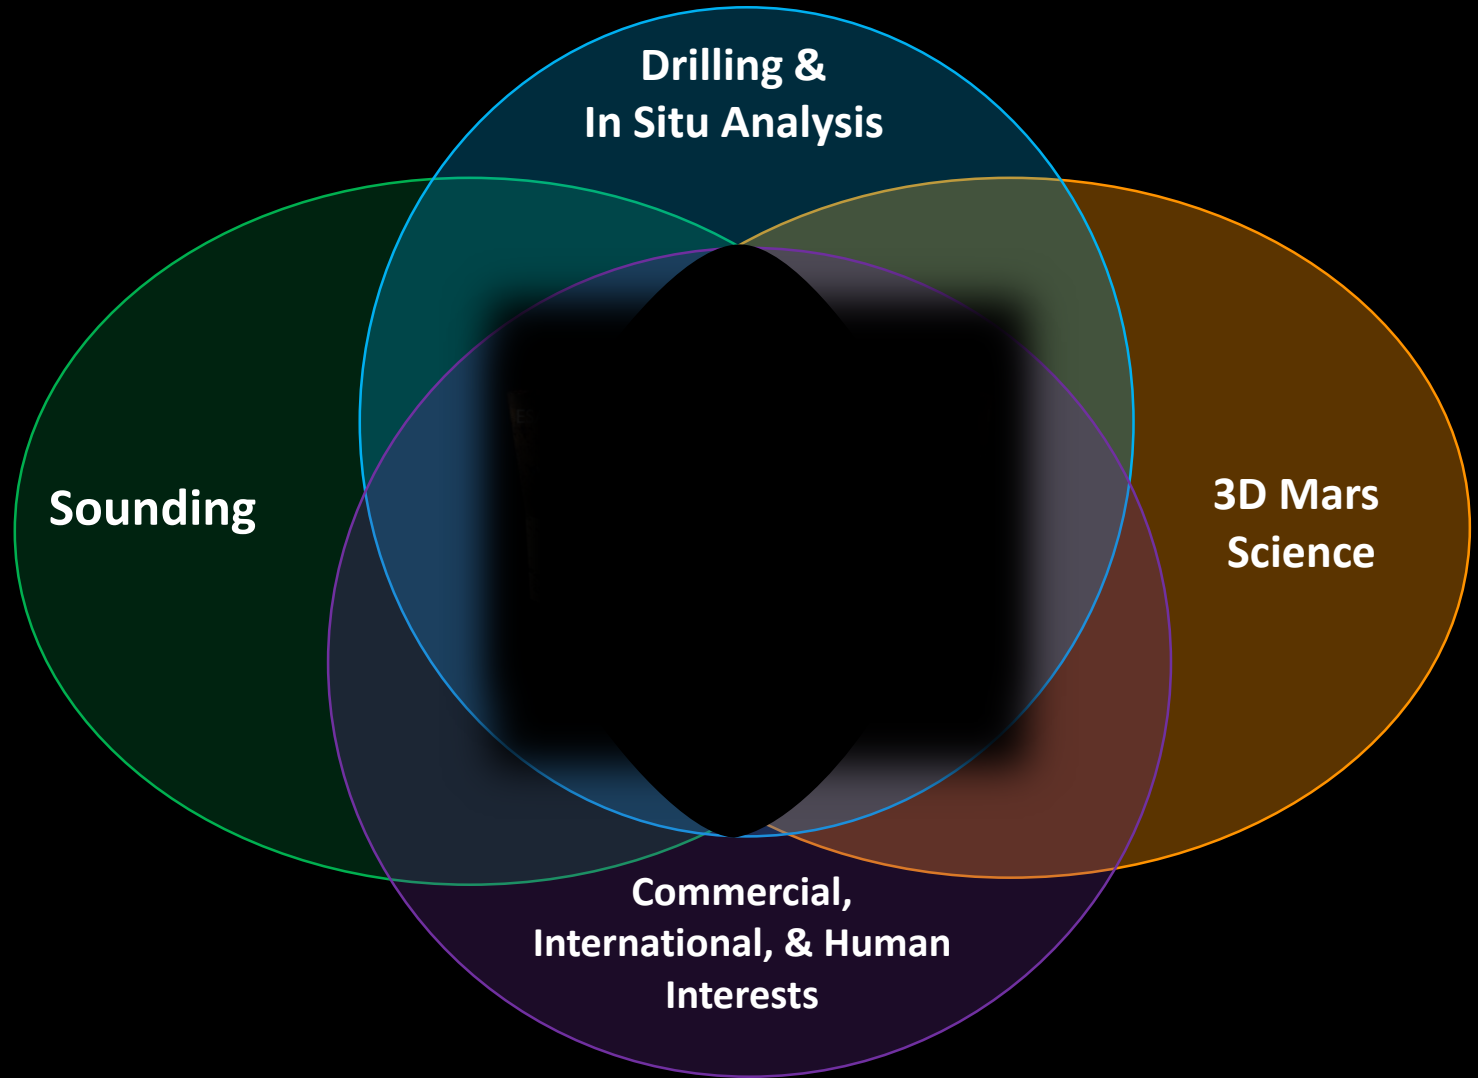 Drilling &
In Situ Analysis
Sounding
3D Mars
Science
Commercial,
International, & Human
Interests